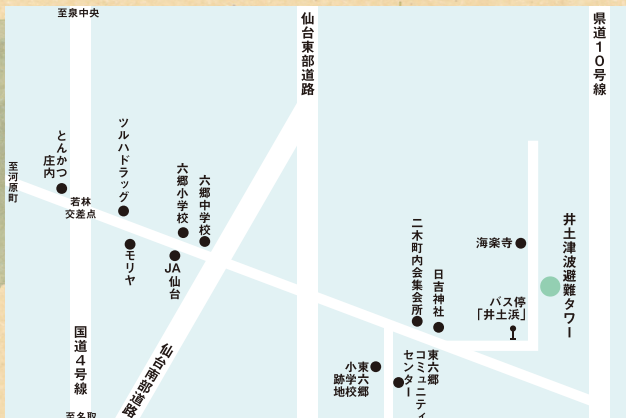 至泉中央
仙台東部道路
県道10号線
とんかつ
庄内
ツルハドラッグ
至河原町
若林
交差点
六郷小学校
六郷中学校
モリヤ
JA仙台
二木町内会集会所
日吉神社
海楽寺
井土津波避難タワー
バス停
「井土浜」
国道4号線
仙台南部道路
東六郷
小学校
跡地
東六郷
コミュニティ
センター
至名取